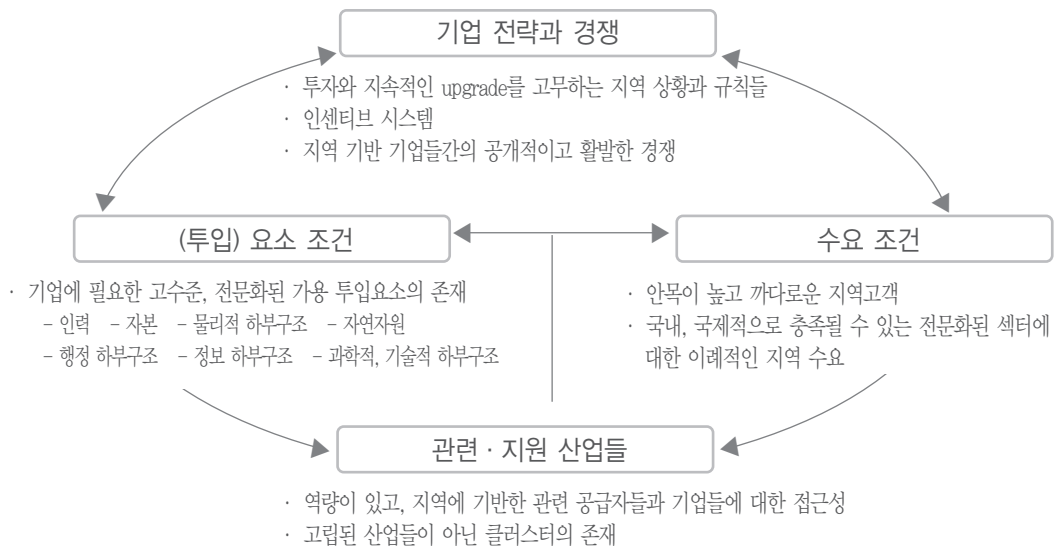 기업 전략과 경쟁
· 투자와 지속적인 upgrade를 고무하는 지역 상황과 규칙들
· 인센티브 시스템
· 지역 기반 기업들간의 공개적이고 활발한 경쟁
(투입) 요소 조건
· 기업에 필요한 고수준, 전문화된 가용 투입요소의 존재
- 인력 - 자본 - 물리적 하부구조 - 자연자원
- 행정 하부구조 - 정보 하부구조 - 과학적, 기술적 하부구조
수요 조건
· 안목이 높고 까다로운 지역고객
· 국내, 국제적으로 충족될 수 있는 전문화된 섹터에
대한 이례적인 지역 수요
관련 · 지원 산업들
· 역량이 있고, 지역에 기반한 관련 공급자들과 기업들에 대한 접근성
· 고립된 산업들이 아닌 클러스터의 존재